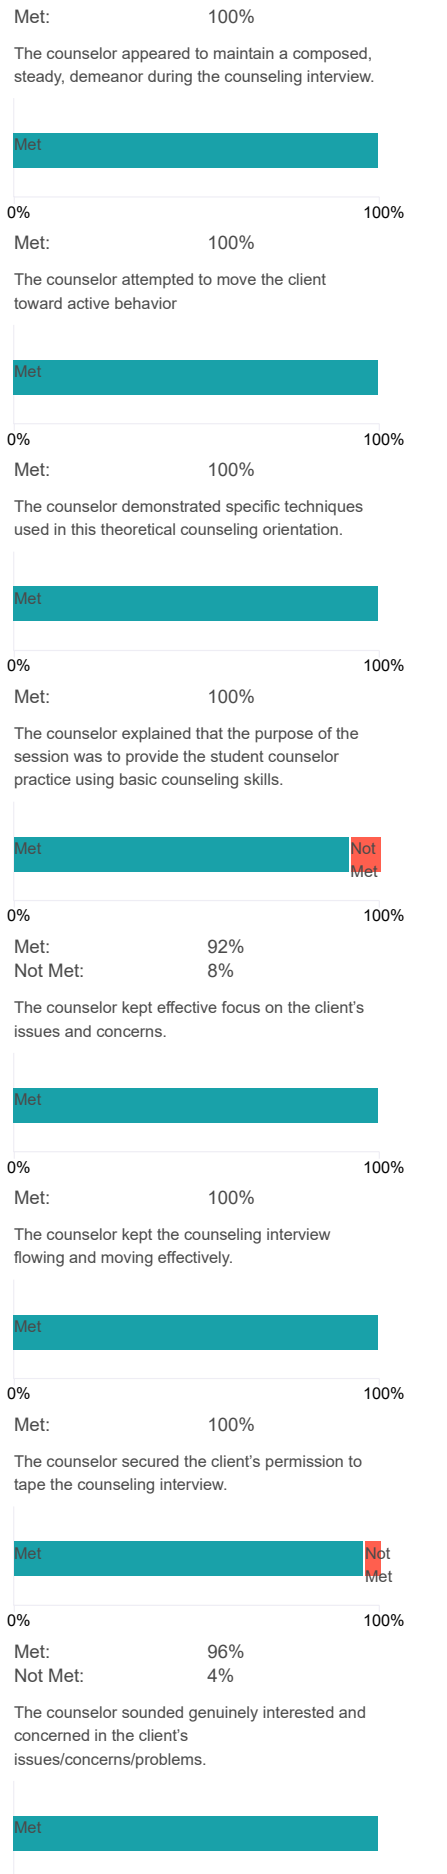 Met: 100%
The counselor appeared to maintain a composed,
steady, demeanor during the counseling interview.
Met
0% 100%
Met: 100%
The counselor attempted to move the client
toward active behavior
Met
0% 100%
Met: 100%
The counselor demonstrated specific techniques
used in this theoretical counseling orientation.
Met
0% 100%
Met: 100%
The counselor explained that the purpose of the
session was to provide the student counselor
practice using basic counseling skills.
Met Not
Met
0% 100%
Met: 92%
Not Met: 8%
The counselor kept effective focus on the client's
issues and concerns.
Met
0% 100%
Met: 100%
The counselor kept the counseling interview
flowing and moving effectively.
Met
0% 100%
Met: 100%
The counselor secured the client's permission to
tape the counseling interview.
Met Not
Met
0% 100%
Met: 96%
Not Met: 4%
The counselor sounded genuinely interested and
concerned in the client's
issues/concerns/problems.
Met